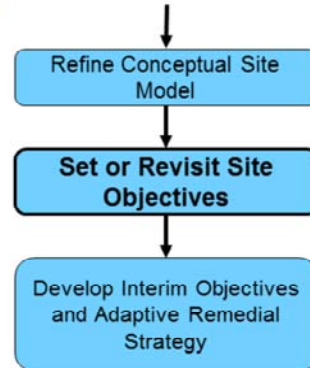 Refine Conceptual Site
Model
Set or Revisit Site
Objectives
Develop Interim Objectives
and Adaptive Remedial
Strategy